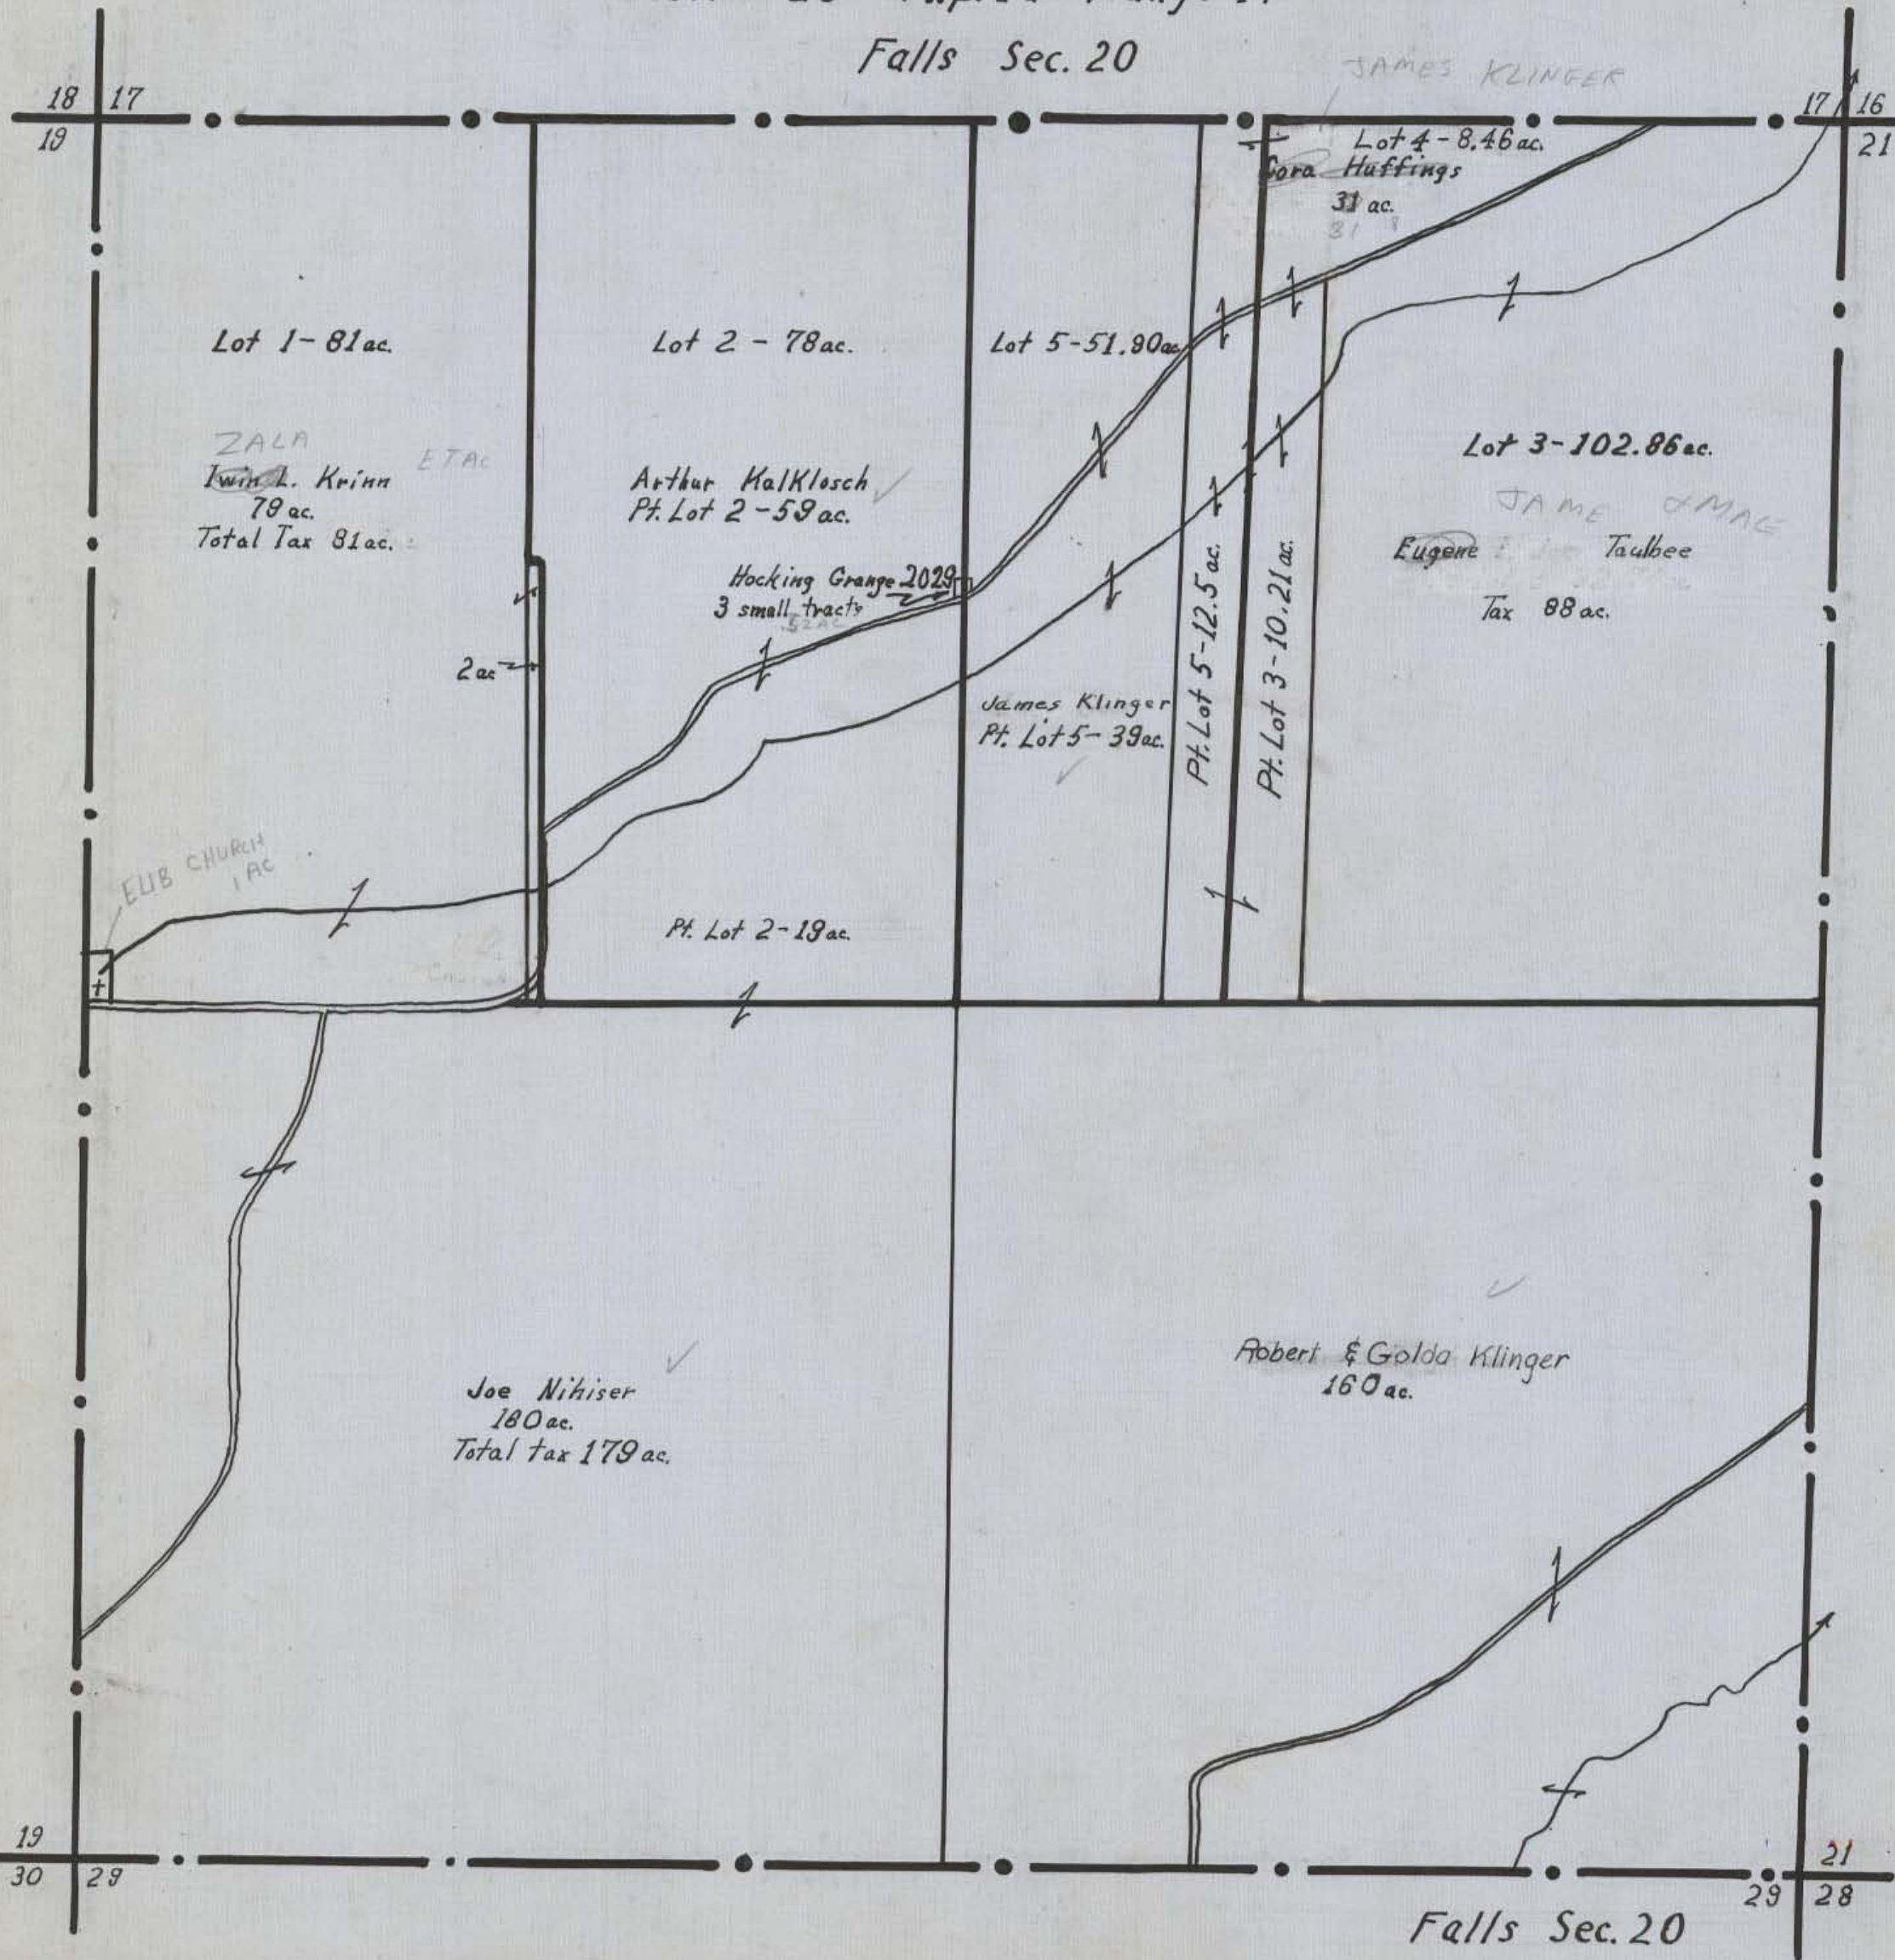 Falls Sec. 20
JAMES KLINGER
18 17
19
17 16
21
Lot 4-8.46 ac.
Cora Huffings
31 ac.
31
Lot 1-81 ac.
Lot 2 - 78 ac.
Lot 5-51.90 ac.
Lot 3-102.86 ac.
ZALA
Iwin L. Krinn
ETAL
79 ac.
Total Tax 81 ac.
Arthur Kalklosch
Pt. Lot 2-59 ac.
JAME & MAE
Eugene Taulbee
Tax 88 ac.
Hocking Grange 2029
3 small tracts
.52 AC
2 ac
James Klinger
Pt. Lot 5-39 ac.
Pt. Lot 5-12.5 ac.
Pt. Lot 3-10.21 ac.
EUB CHURCH
1 AC
Pt. Lot 2-19 ac.
Joe Nihiser
180 ac.
Total tax 179 ac.
Robert & Golda Klinger
160 ac.
19
30 29
21
29 28
Falls Sec. 20